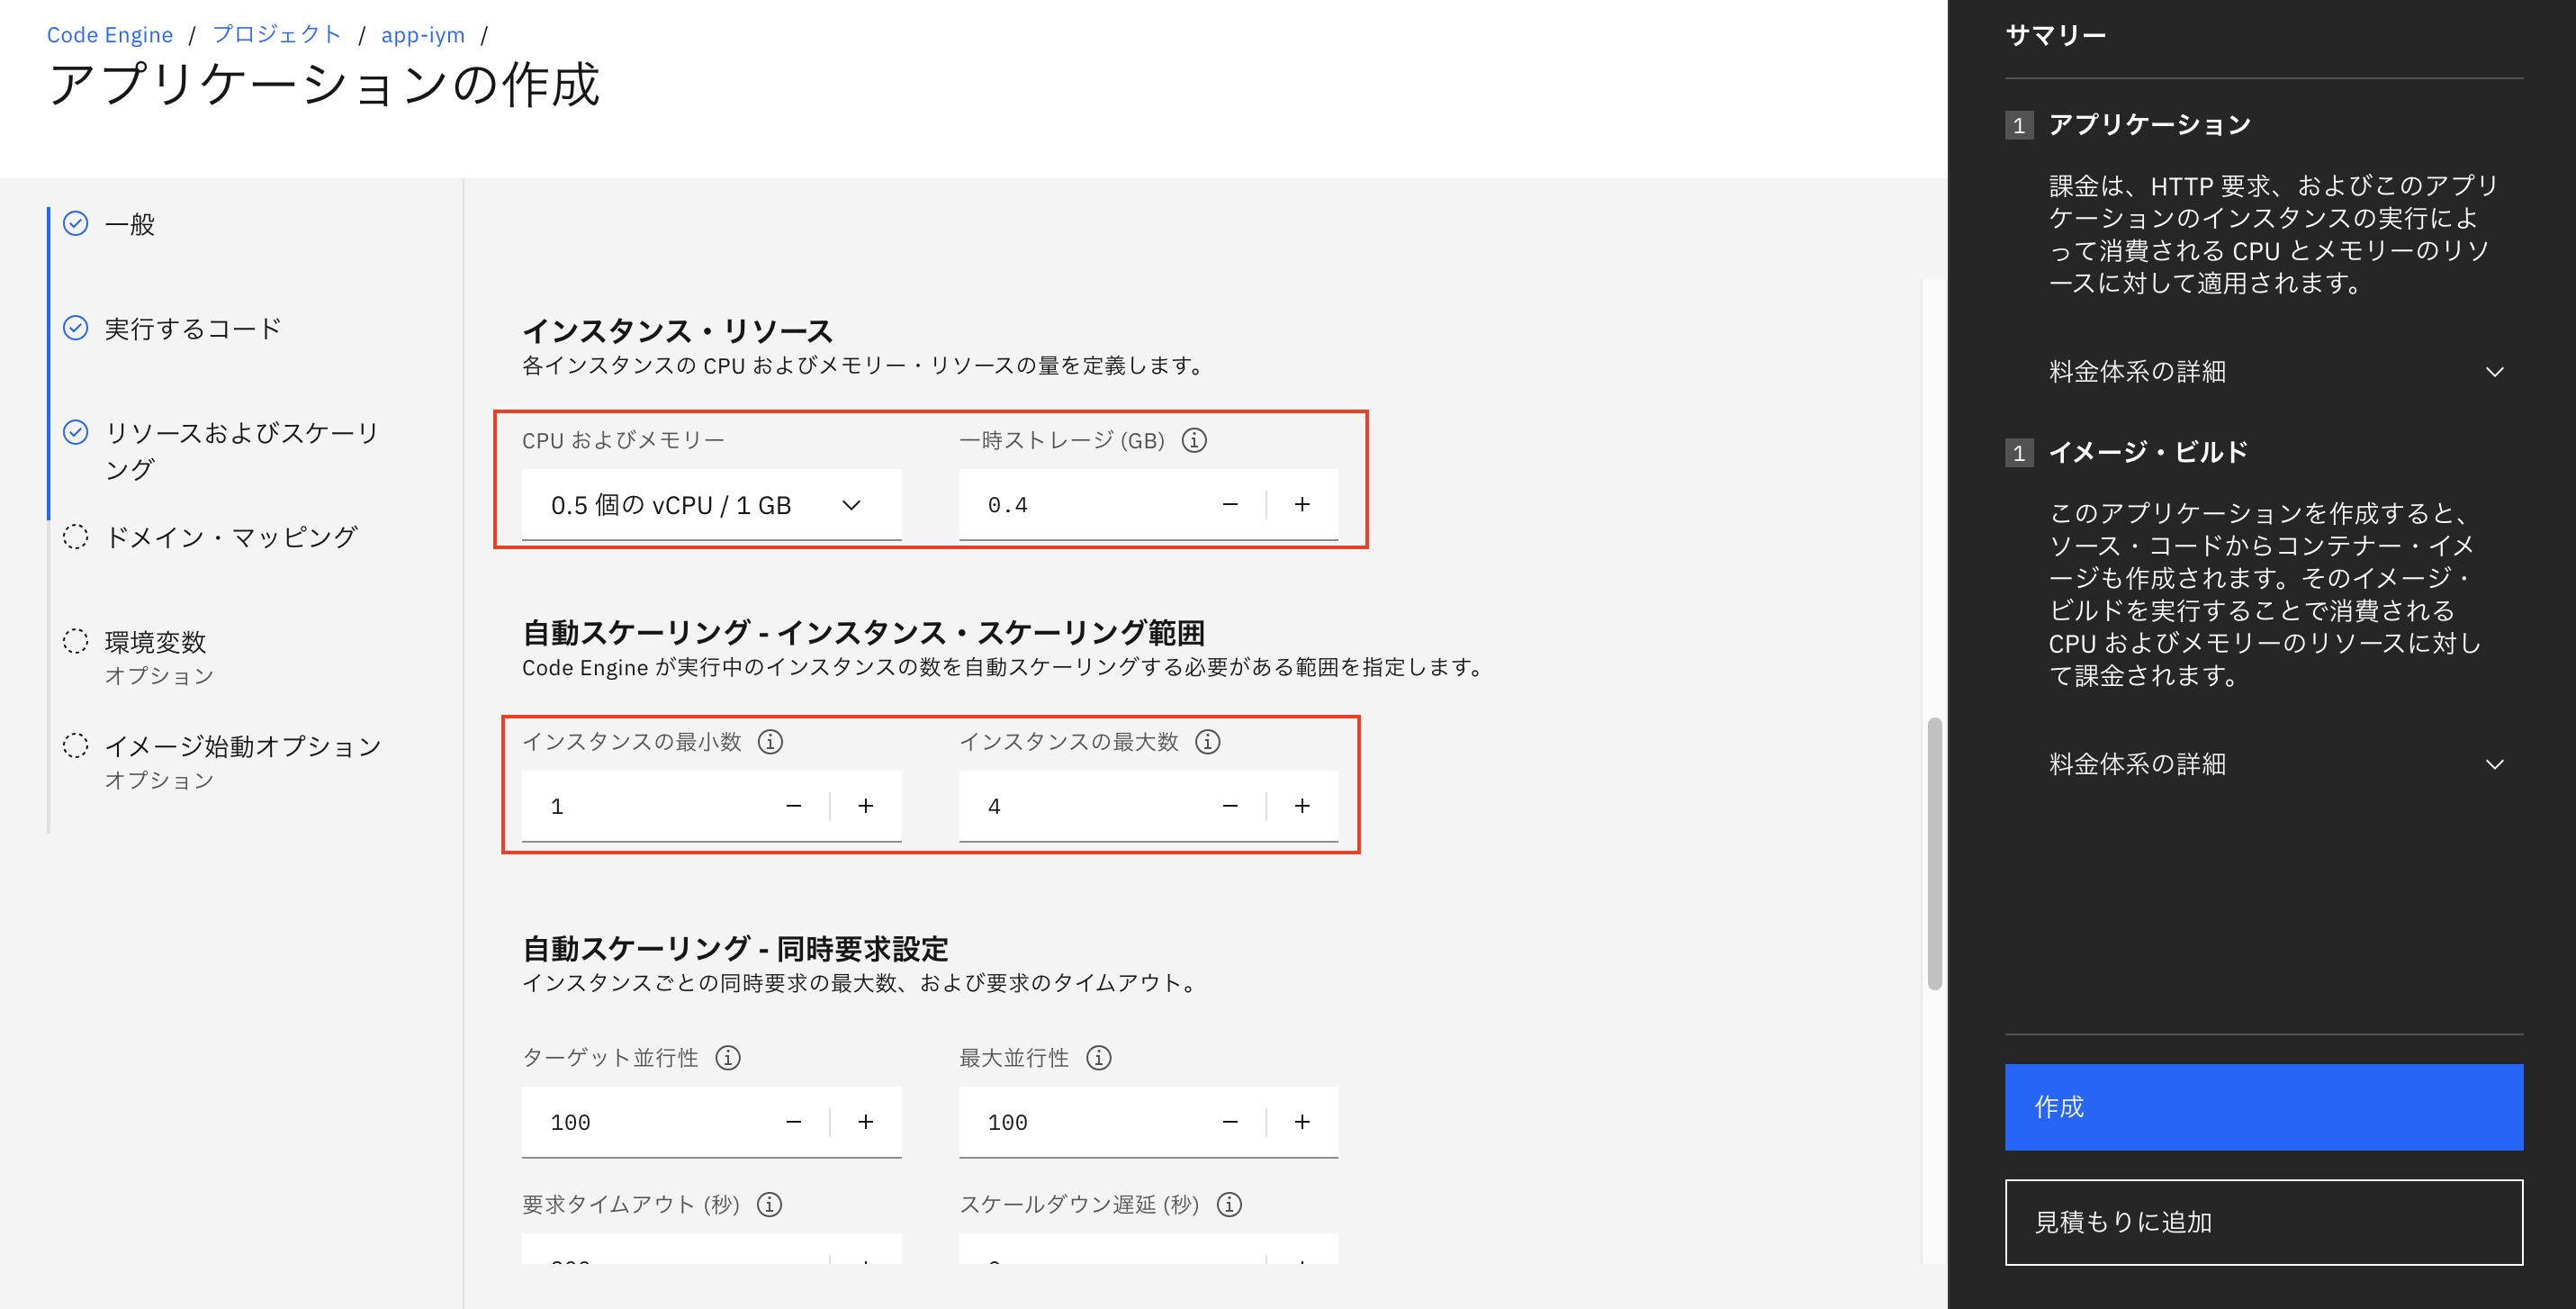 Code Engine / プロジェクト / app-iym /
アプリケーションの作成
一般
実行するコード
リソースおよびスケーリ
ング
ドメイン・マッピング
環境変数
オプション
イメージ始動オプション
オプション
インスタンス・リソース
各インスタンスの CPU およびメモリー・リソースの量を定義します。
CPU およびメモリー
一時ストレージ (GB)
0.5 個の vCPU / 1 GB
0.4
自動スケーリング - インスタンス・スケーリング範囲
Code Engine が実行中のインスタンスの数を自動スケーリングする必要がある範囲を指定します。
インスタンスの最小数
インスタンスの最大数
1
4
自動スケーリング - 同時要求設定
インスタンスごとの同時要求の最大数、および要求のタイムアウト。
ターゲット並行性
最大並行性
100
100
要求タイムアウト (秒)
スケールダウン遅延 (秒)
サマリー
1 アプリケーション
課金は、HTTP 要求、およびこのアプリ
ケーションのインスタンスの実行によ
って消費される CPU とメモリーのリソ
ースに対して適用されます。
料金体系の詳細
1 イメージ・ビルド
このアプリケーションを作成すると、
ソース・コードからコンテナー・イメ
ージも作成されます。そのイメージ・
ビルドを実行することで消費される
CPU およびメモリーのリソースに対し
て課金されます。
料金体系の詳細
作成
見積もりに追加